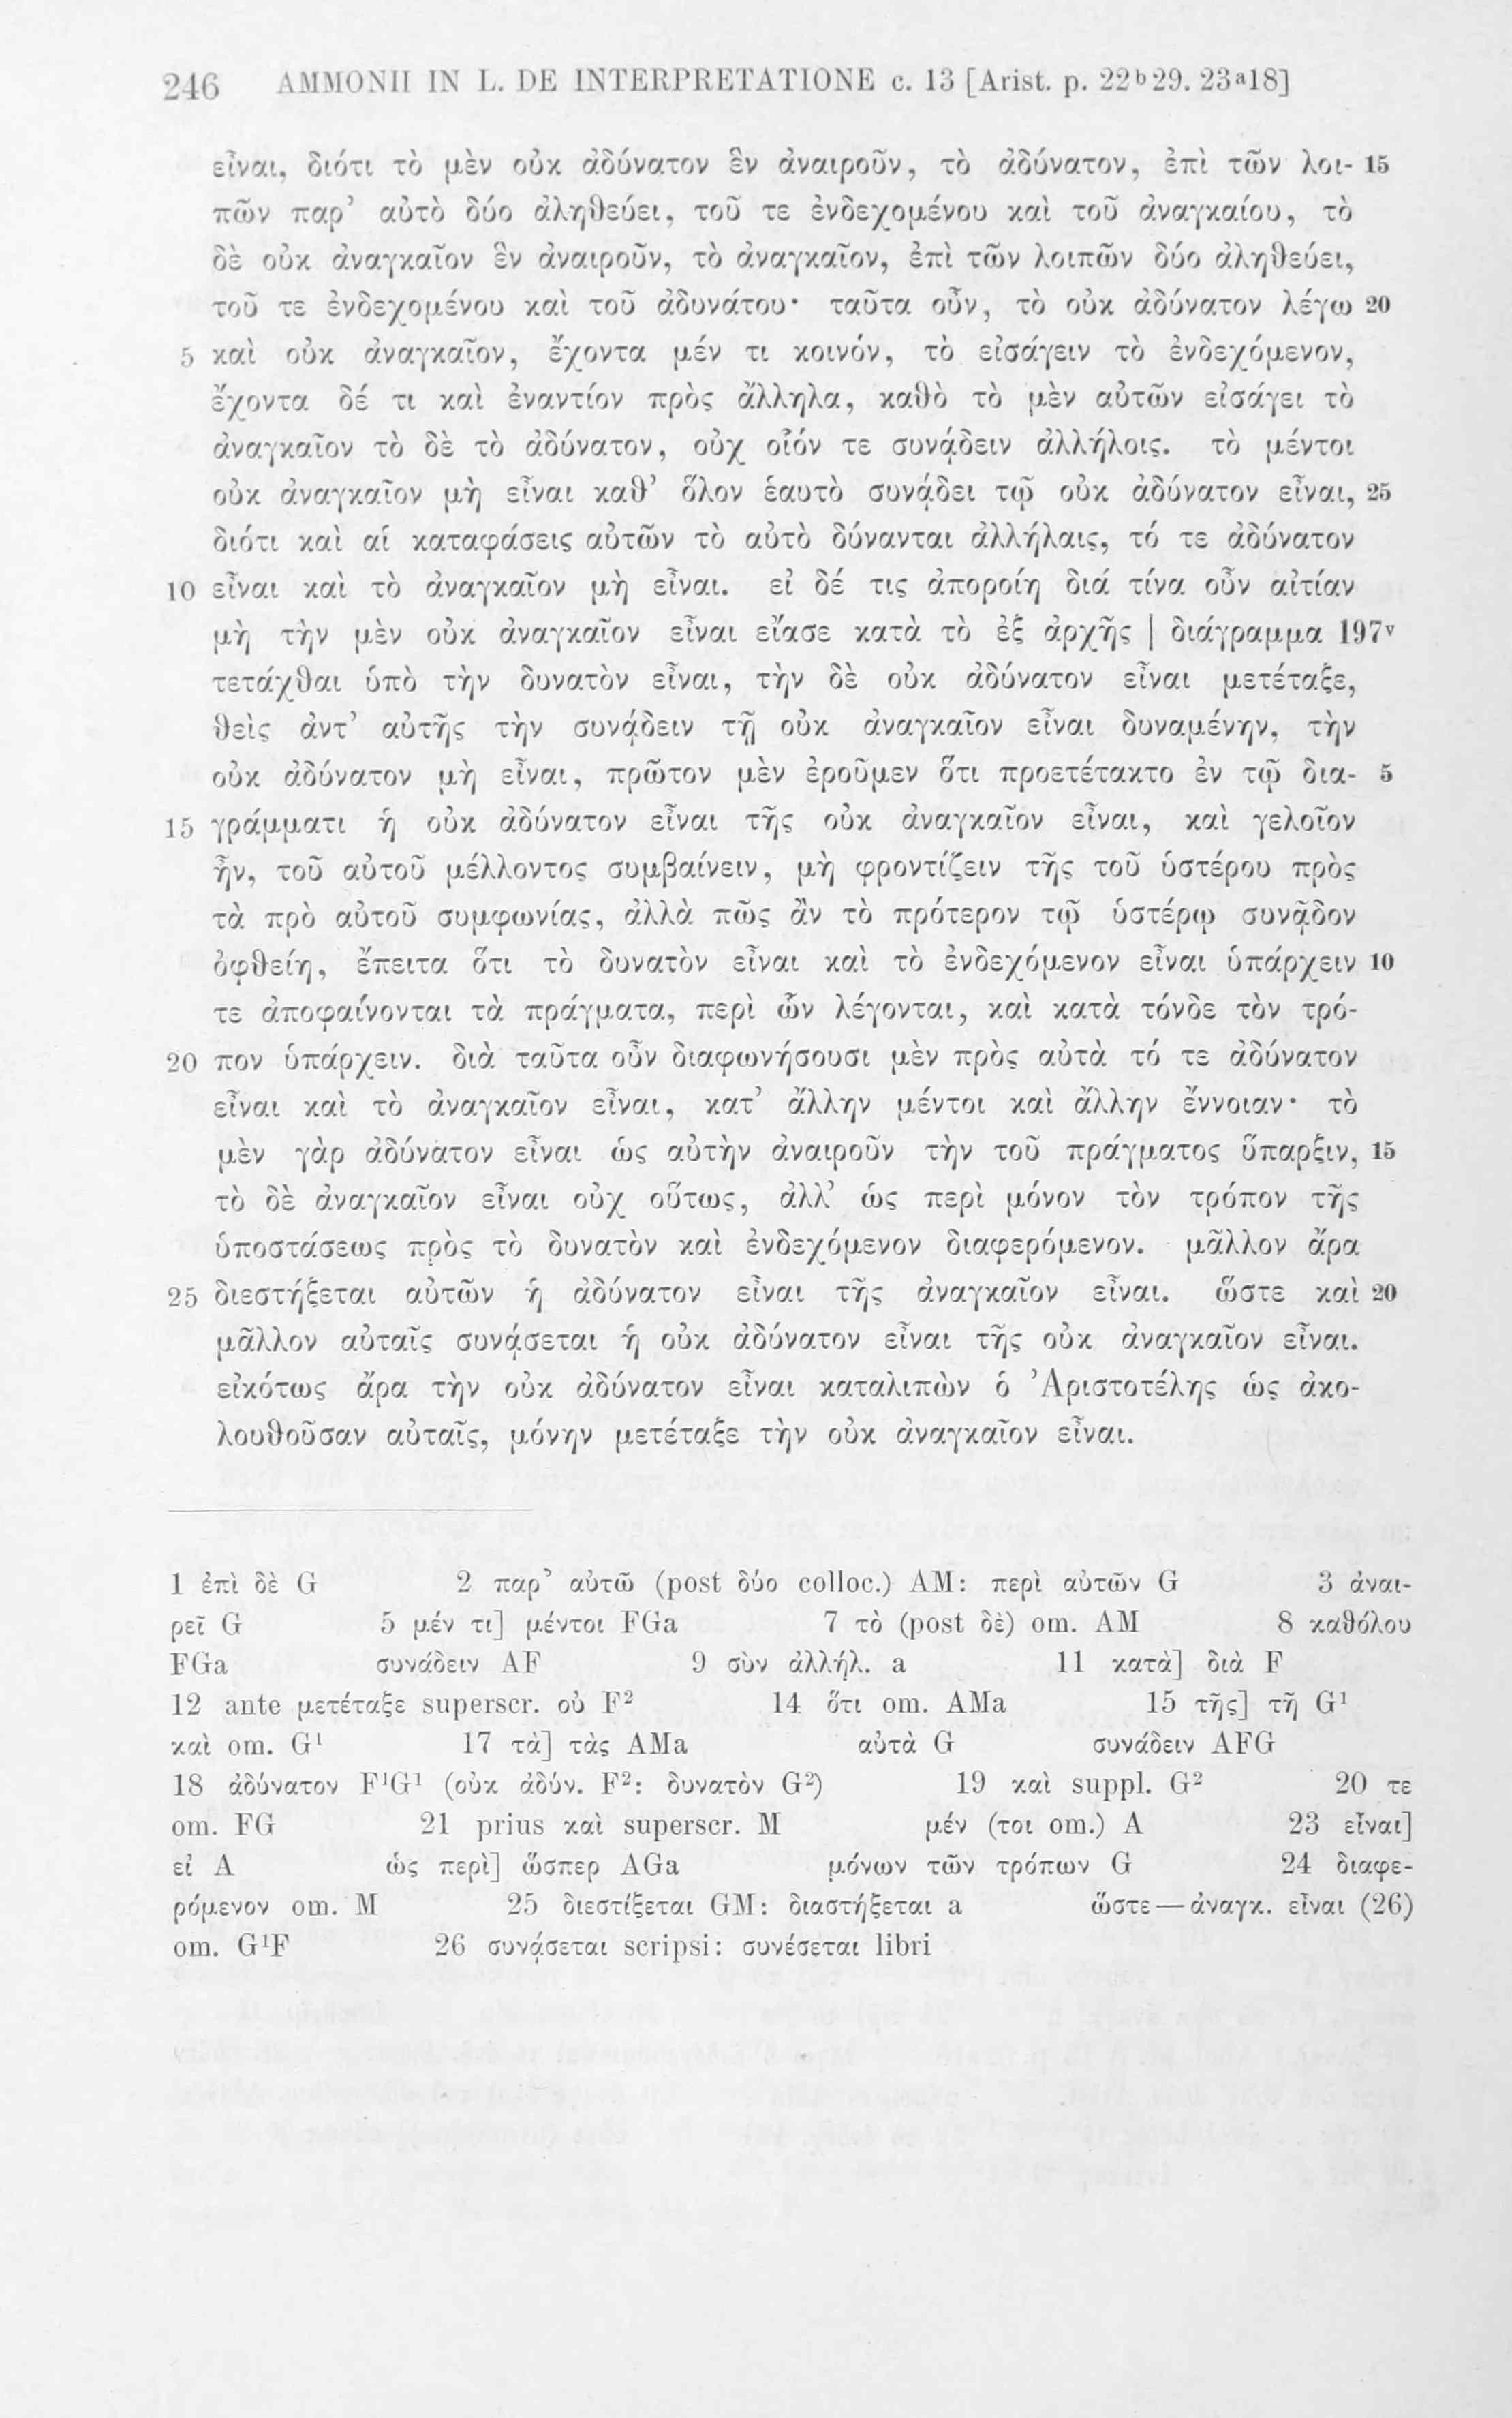 246 AMMONII IN L. DE INTERPRETATIONE c. 13 [Arist. p. 22ᵇ29. 23ᵃ18]
εἶναι, διότι τὸ μὲν οὐκ ἀδύνατον ἓν ἀναιροῦν, τὸ ἀδύνατον, ἐπὶ τῶν λοι- 15
πῶν παρ’ αὐτὸ δύο ἀληθεύει, τοῦ τε ἐνδεχομένου καὶ τοῦ ἀναγκαίου, τὸ
δὲ οὐκ ἀναγκαῖον ἓν ἀναιροῦν, τὸ ἀναγκαῖον, ἐπὶ τῶν λοιπῶν δύο ἀληθεύει,
τοῦ τε ἐνδεχομένου καὶ τοῦ ἀδυνάτου· ταῦτα οὖν, τὸ οὐκ ἀδύνατον λέγω 20
5 καὶ οὐκ ἀναγκαῖον, ἔχοντα μέν τι κοινόν, τὸ εἰσάγειν τὸ ἐνδεχόμενον,
ἔχοντα δέ τι καὶ ἐναντίον πρὸς ἄλληλα, καθὸ τὸ μὲν αὐτῶν εἰσάγει τὸ
ἀναγκαῖον τὸ δὲ τὸ ἀδύνατον, οὐχ οἷόν τε συνᾴδειν ἀλλήλοις. τὸ μέντοι
οὐκ ἀναγκαῖον μὴ εἶναι καθ’ ὅλον ἑαυτὸ συνᾴδει τῷ οὐκ ἀδύνατον εἶναι, 25
διότι καὶ αἱ καταφάσεις αὐτῶν τὸ αὐτὸ δύνανται ἀλλήλαις, τό τε ἀδύνατον
10 εἶναι καὶ τὸ ἀναγκαῖον μὴ εἶναι. εἰ δέ τις ἀποροίη διά τίνα οὖν αἰτίαν
μὴ τὴν μὲν οὐκ ἀναγκαῖον εἶναι εἴασε κατὰ τὸ ἐξ ἀρχῆς | διάγραμμα 197ᵛ
τετάχθαι ὑπὸ τὴν δυνατὸν εἶναι, τὴν δὲ οὐκ ἀδύνατον εἶναι μετέταξε,
θεὶς ἀντ’ αὐτῆς τὴν συνᾴδειν τῇ οὐκ ἀναγκαῖον εἶναι δυναμένην, τὴν
οὐκ ἀδύνατον μὴ εἶναι, πρῶτον μὲν ἐροῦμεν ὅτι προετέτακτο ἐν τῷ δια- 5
15 γράμματι ἡ οὐκ ἀδύνατον εἶναι τῆς οὐκ ἀναγκαῖον εἶναι, καὶ γελοῖον
ἦν, τοῦ αὐτοῦ μέλλοντος συμβαίνειν, μὴ φροντίζειν τῆς τοῦ ὑστέρου πρὸς
τὰ πρὸ αὐτοῦ συμφωνίας, ἀλλὰ πῶς ἂν τὸ πρότερον τῷ ὑστέρῳ συνᾷδον
ὀφθείη, ἔπειτα ὅτι τὸ δυνατὸν εἶναι καὶ τὸ ἐνδεχόμενον εἶναι ὑπάρχειν 10
τε ἀποφαίνονται τὰ πράγματα, περὶ ὧν λέγονται, καὶ κατὰ τόνδε τὸν τρό-
20 πον ὑπάρχειν. διὰ ταῦτα οὖν διαφωνήσουσι μὲν πρὸς αὐτὰ τό τε ἀδύνατον
εἶναι καὶ τὸ ἀναγκαῖον εἶναι, κατ’ ἄλλην μέντοι καὶ ἄλλην ἔννοιαν· τὸ
μὲν γὰρ ἀδύνατον εἶναι ὡς αὐτὴν ἀναιροῦν τὴν τοῦ πράγματος ὕπαρξιν, 15
τὸ δὲ ἀναγκαῖον εἶναι οὐχ οὕτως, ἀλλ’ ὡς περὶ μόνον τὸν τρόπον τῆς
ὑποστάσεως πρὸς τὸ δυνατὸν καὶ ἐνδεχόμενον διαφερόμενον. μᾶλλον ἄρα
25 διεστήξεται αὐτῶν ἡ ἀδύνατον εἶναι τῆς ἀναγκαῖον εἶναι. ὥστε καὶ 20
μᾶλλον αὐταῖς συνᾴσεται ἡ οὐκ ἀδύνατον εἶναι τῆς οὐκ ἀναγκαῖον εἶναι.
εἰκότως ἄρα τὴν οὐκ ἀδύνατον εἶναι καταλιπὼν ὁ Ἀριστοτέλης ὡς ἀκο-
λουθοῦσαν αὐταῖς, μόνην μετέταξε τὴν οὐκ ἀναγκαῖον εἶναι.
1 ἐπὶ δὲ G 2 παρ’ αὐτῶ (post δύο colloc.) AM: περὶ αὐτῶν G 3 ἀναι-
ρεῖ G 5 μέν τι] μέντοι FGa 7 τὸ (post δὲ) om. AM 8 καθόλου
FGa συνάδειν AF 9 σὺν ἀλλήλ. a 11 κατὰ] διὰ F
12 ante μετέταξε superscr. οὐ F² 14 ὅτι om. AMa 15 τῆς] τῆ G¹
καὶ om. G¹ 17 τὰ] τὰς AMa αὐτὰ G συνάδειν AFG
18 ἀδύνατον F¹G¹ (οὐκ ἀδύν. F²: δυνατὸν G²) 19 καὶ suppl. G² 20 τε
om. FG 21 prius καὶ superscr. M μέν (τοι om.) A 23 εἶναι]
εἰ A ὡς περὶ] ὥσπερ AGa μόνων τῶν τρόπων G 24 διαφε-
ρόμενον om. M 25 διεστίξεται GM: διαστήξεται a ὥστε—ἀναγκ. εἶναι (26)
om. G¹F 26 συνᾴσεται scripsi: συνέσεται libri